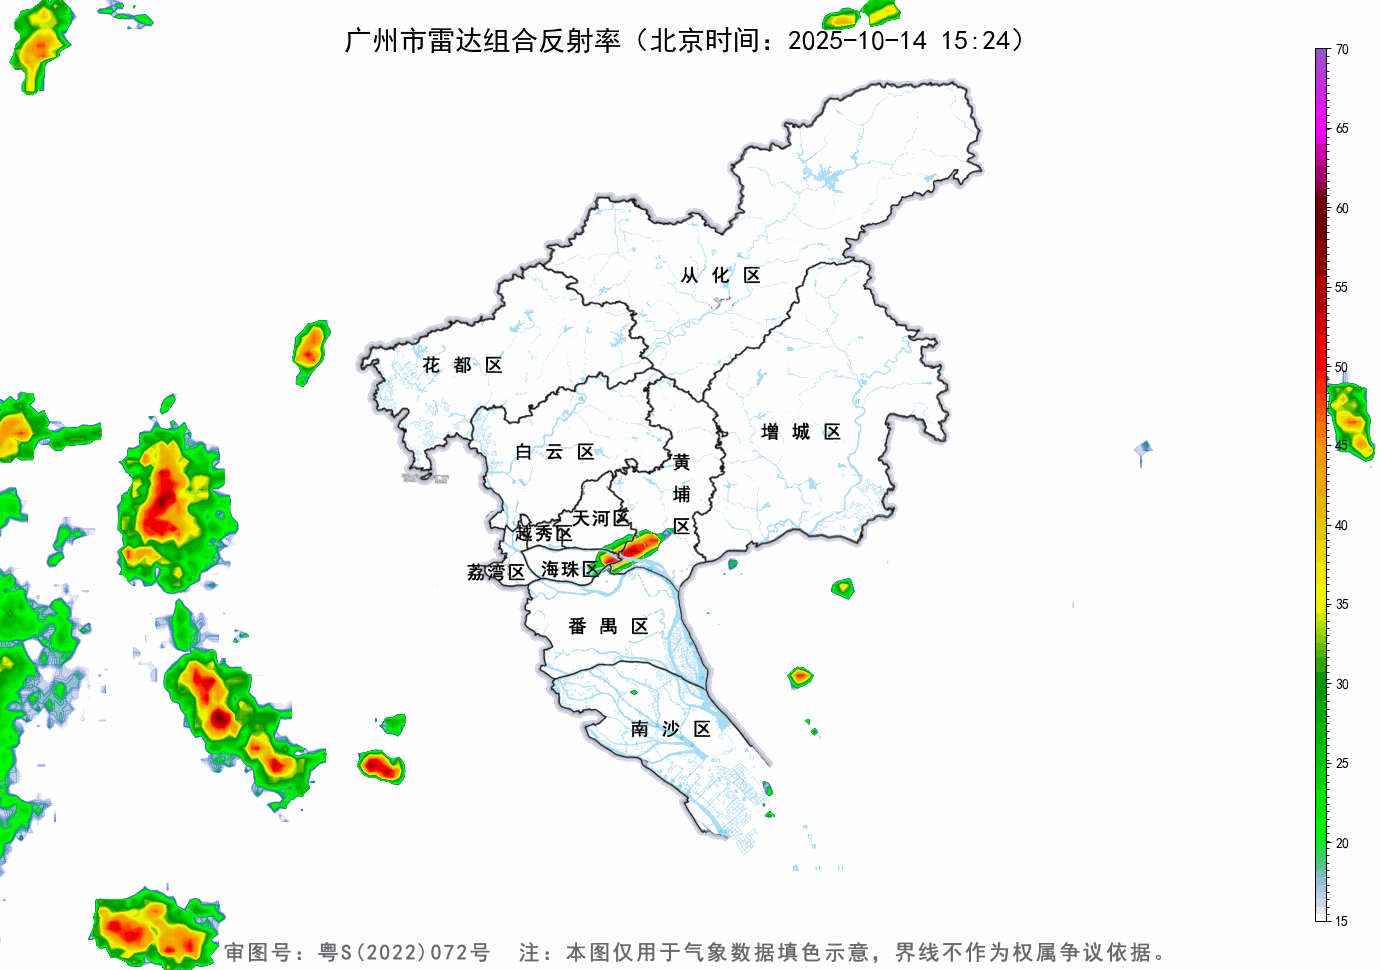 广州市雷达组合反射率（北京时间：2025-10-14 15:24）
70
65
60
55
50
45
40
35
30
25
20
15
从化区
花都区
增城区
白云区
黄埔区
天河区
越秀区
海珠区
荔湾区
番禺区
南沙区
审图号：粤S(2022)072号 注：本图仅用于气象数据填色示意，界线不作为权属争议依据。